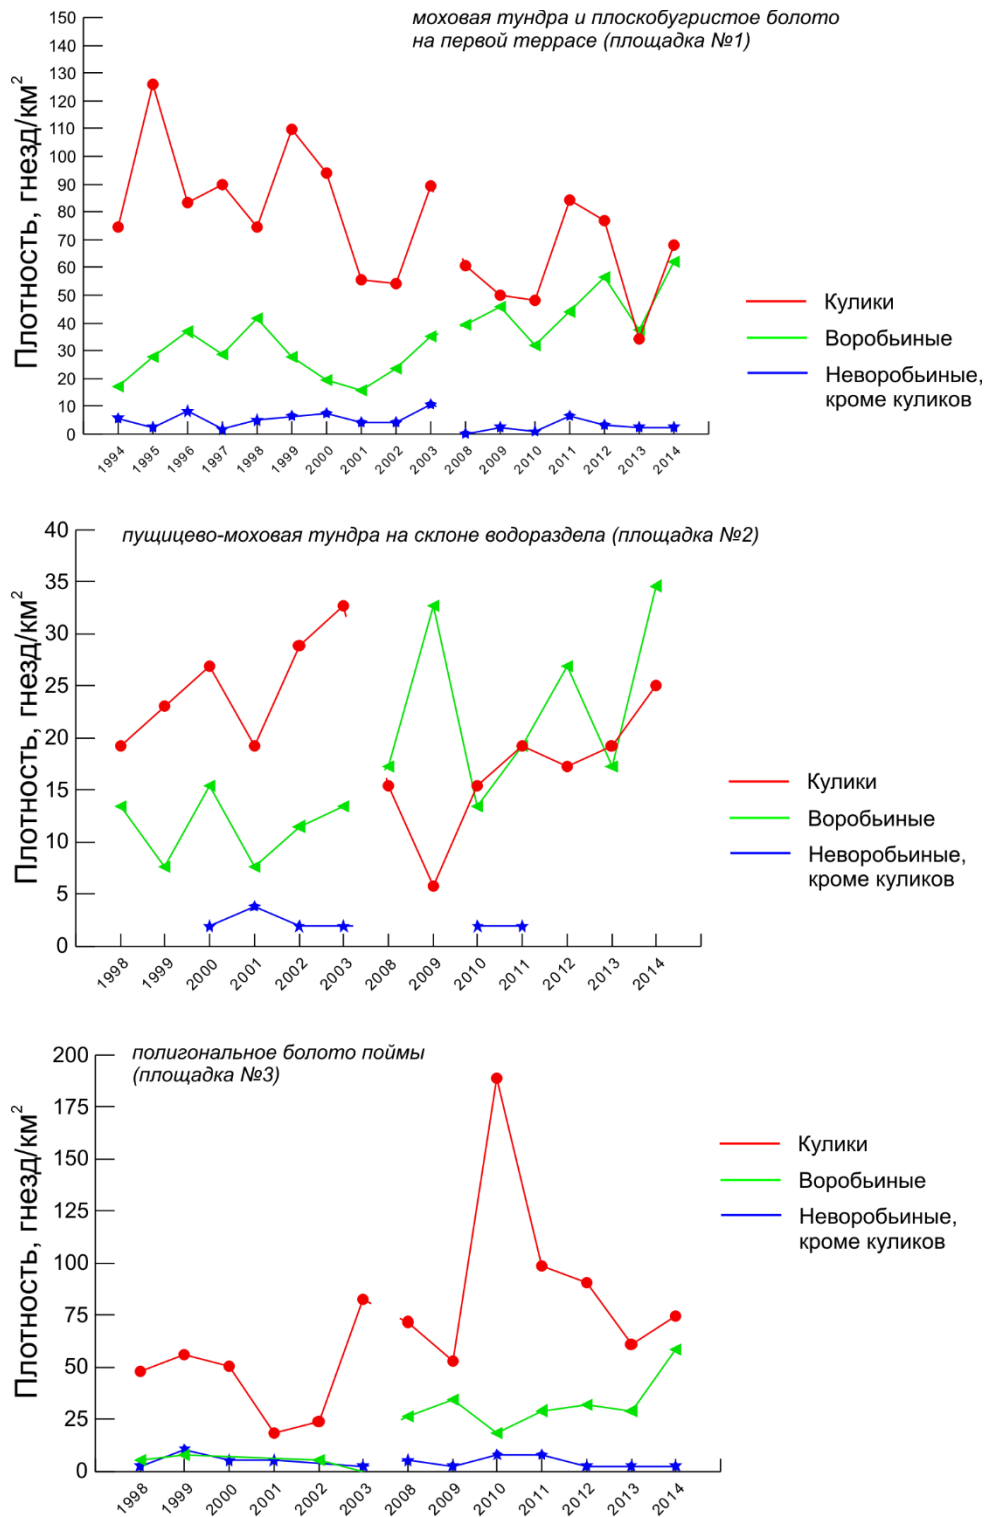 моховая тундра и плоскобугристое болото
на первой террасе (площадка №1)
Плотность, гнезд/км²
150
140
130
120
110
100
90
80
70
60
50
40
30
20
10
0
1994 1995 1996 1997 1998 1999 2000 2001 2002 2003 2008 2009 2010 2011 2012 2013 2014
Кулики
Воробьиные
Неворобьиные,
кроме куликов
пущицево-моховая тундра на склоне водораздела (площадка №2)
Плотность, гнезд/км²
40
35
30
25
20
15
10
5
0
1998 1999 2000 2001 2002 2003 2008 2009 2010 2011 2012 2013 2014
Кулики
Воробьиные
Неворобьиные,
кроме куликов
полигональное болото поймы
(площадка №3)
Плотность, гнезд/км²
200
175
150
125
100
75
50
25
0
1998 1999 2000 2001 2002 2003 2008 2009 2010 2011 2012 2013 2014
Кулики
Воробьиные
Неворобьиные,
кроме куликов